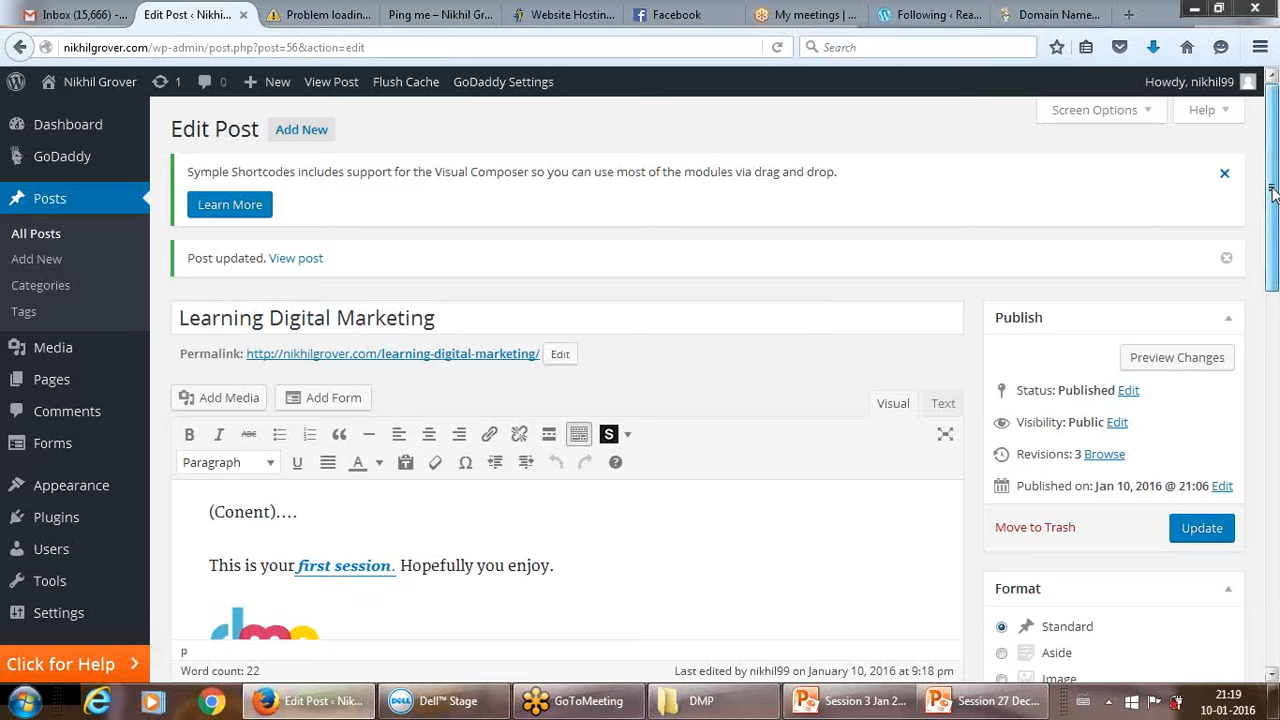 Inbox (15,666) -...
Edit Post ‹ Nikhi...
Problem loadin...
Ping me – Nikhil Gr...
Website Hostin...
Facebook
My meetings | ...
Following ‹ Rea...
Domain Name...
nikhilgrover.com/wp-admin/post.php?post=56&action=edit
Search
Nikhil Grover
1
0
New
View Post
Flush Cache
GoDaddy Settings
Howdy, nikhil99
Dashboard
GoDaddy
Posts
All Posts
Add New
Categories
Tags
Media
Pages
Comments
Forms
Appearance
Plugins
Users
Tools
Settings
Click for Help
Screen Options
Help
Edit Post Add New
Symple Shortcodes includes support for the Visual Composer so you can use most of the modules via drag and drop.
Learn More
Post updated. View post
Learning Digital Marketing
Permalink: http://nikhilgrover.com/learning-digital-marketing/ Edit
Add Media
Add Form
Visual
Text
B I ABC S
Paragraph U A
(Conent)....
This is your first session. Hopefully you enjoy.
p
Word count: 22
Last edited by nikhil99 on January 10, 2016 at 9:18 pm
Publish
Preview Changes
Status: Published Edit
Visibility: Public Edit
Revisions: 3 Browse
Published on: Jan 10, 2016 @ 21:06 Edit
Move to Trash
Update
Format
Standard
Aside
Image
Edit Post ‹ Nik...
DELL
Dell™ Stage
GoToMeeting
DMP
Session 3 Jan 2...
Session 27 Dec...
21:19
10-01-2016